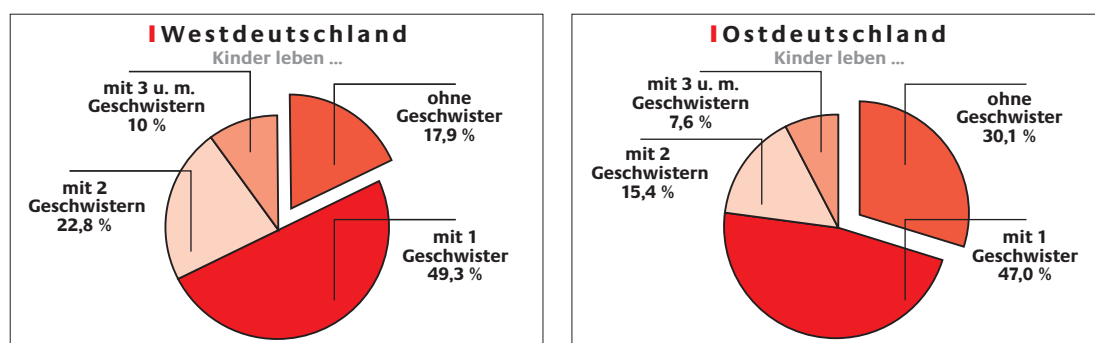 Westdeutschland
Kinder leben ...
mit 3 u. m.
Geschwistern
10 %
ohne
Geschwister
17,9 %
mit 2
Geschwistern
22,8 %
mit 1
Geschwister
49,3 %
Ostdeutschland
Kinder leben ...
mit 3 u. m.
Geschwistern
7,6 %
ohne
Geschwister
30,1 %
mit 2
Geschwistern
15,4 %
mit 1
Geschwister
47,0 %